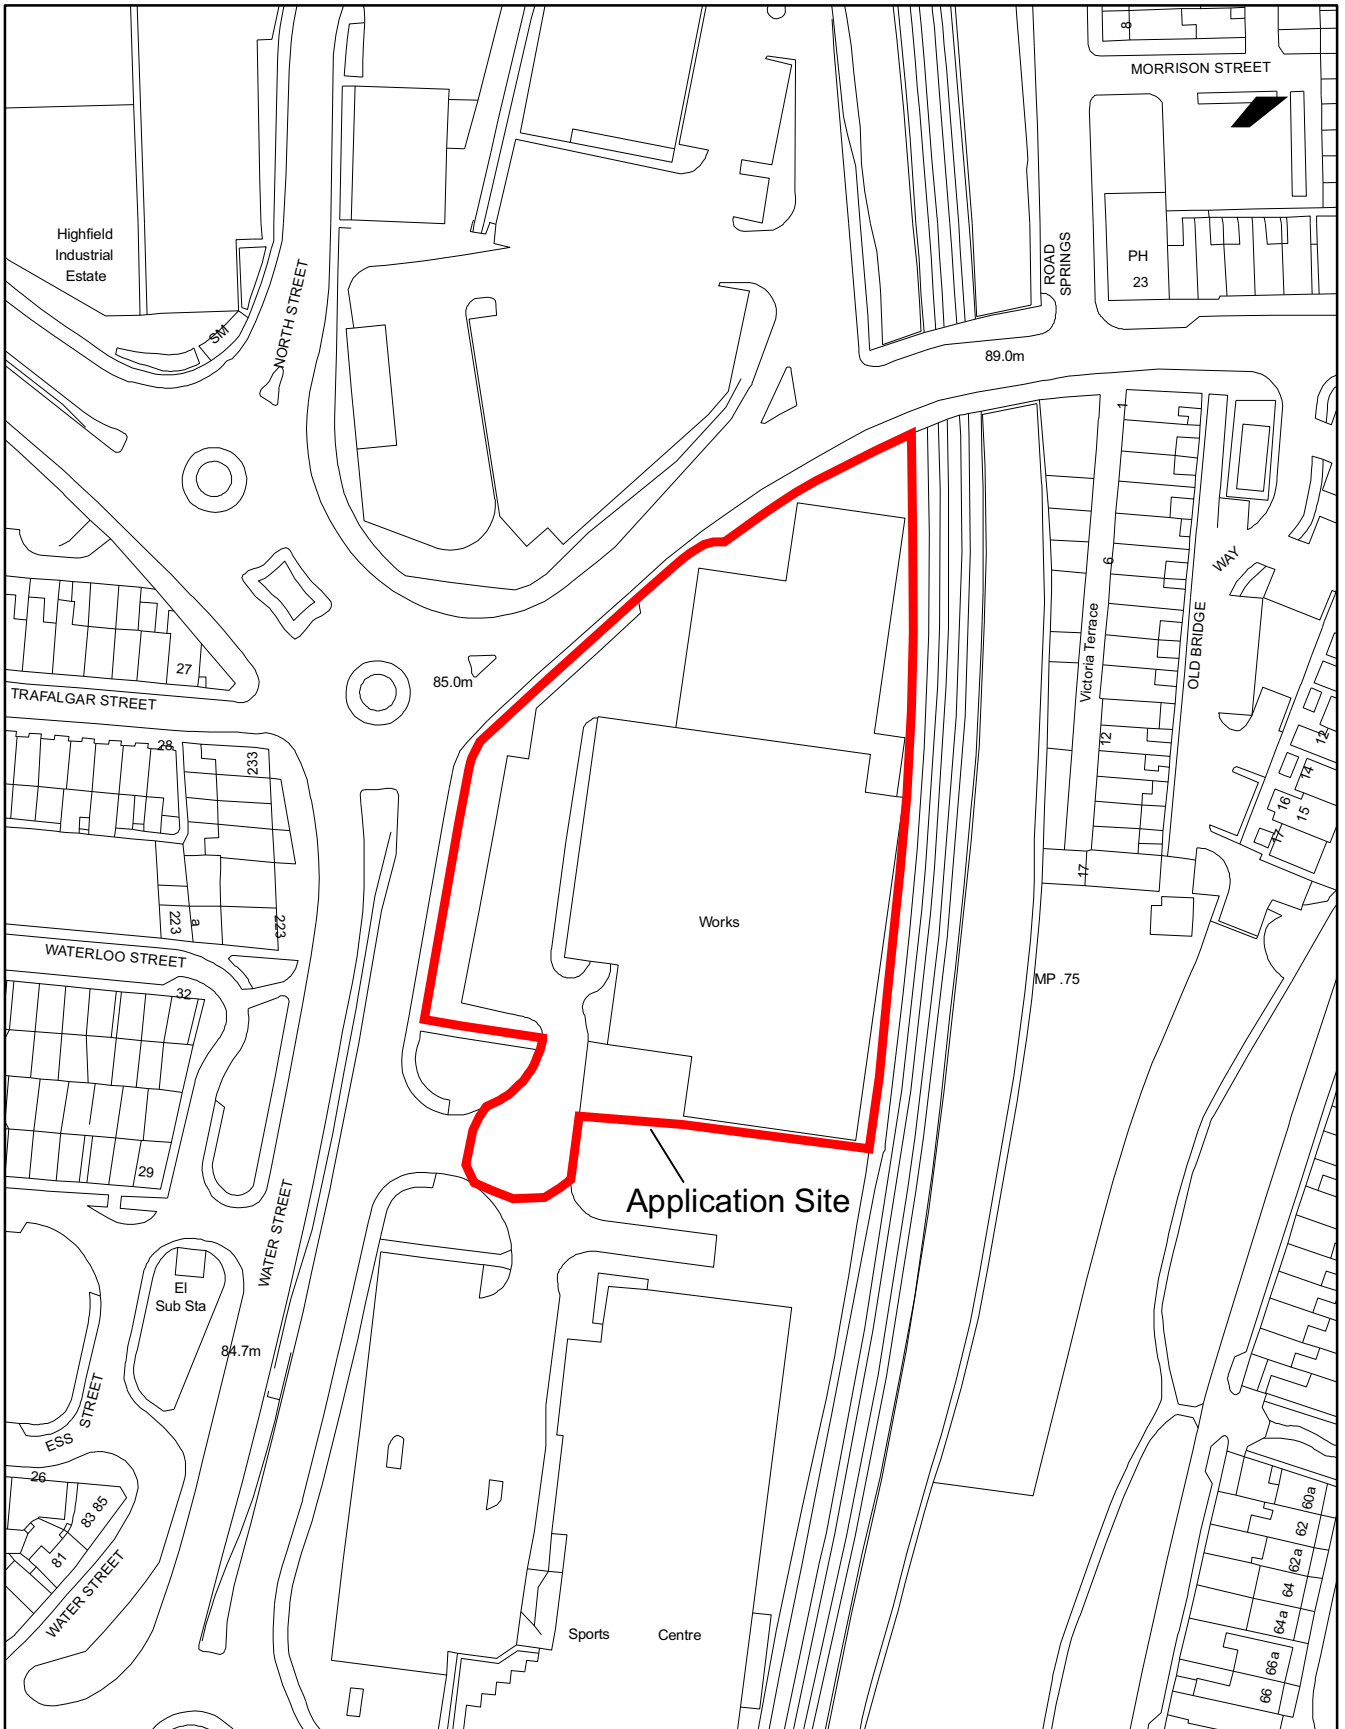 8
MORRISON STREET
Highfield
Industrial
Estate
NORTH STREET
SM
ROAD
SPRINGS
PH
23
89.0m
1
6
WAY
Victoria Terrace
OLD BRIDGE
27
TRAFALGAR STREET
85.0m
28
233
12
12
14
16
15
17
17
223
a
223
Works
WATERLOO STREET
32
MP .75
29
Application Site
WATER STREET
El
Sub Sta
84.7m
ESS STREET
26
83 85
81
WATER STREET
60a
62
62a
64
64a
66a
66
Sports Centre